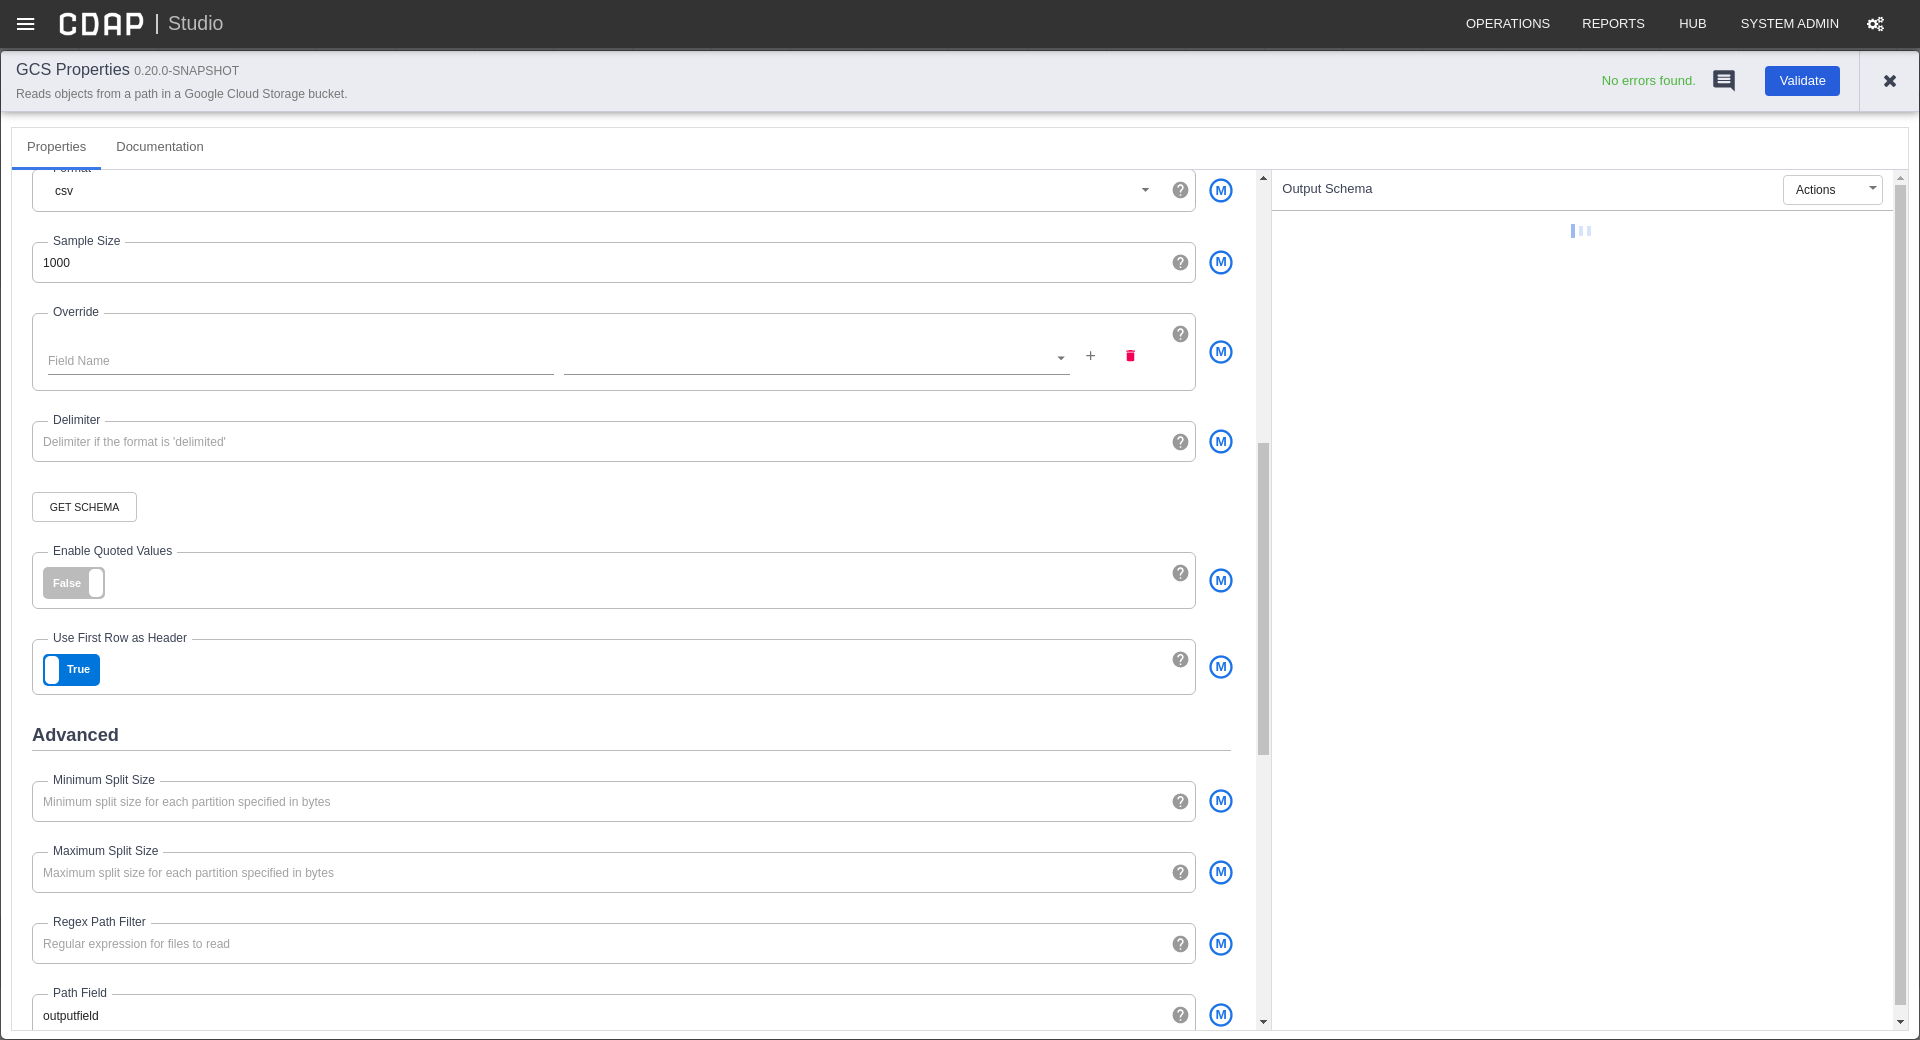 CDAP | Studio
OPERATIONS REPORTS HUB SYSTEM ADMIN
GCS Properties 0.20.0-SNAPSHOT
Reads objects from a path in a Google Cloud Storage bucket.
No errors found.
Validate
Properties Documentation
Format
csv
M
Sample Size
1000
M
Override
Field Name
M
Delimiter
Delimiter if the format is 'delimited'
M
GET SCHEMA
Enable Quoted Values
False
M
Use First Row as Header
True
M
Advanced
Minimum Split Size
Minimum split size for each partition specified in bytes
M
Maximum Split Size
Maximum split size for each partition specified in bytes
M
Regex Path Filter
Regular expression for files to read
M
Path Field
outputfield
M
Output Schema
Actions